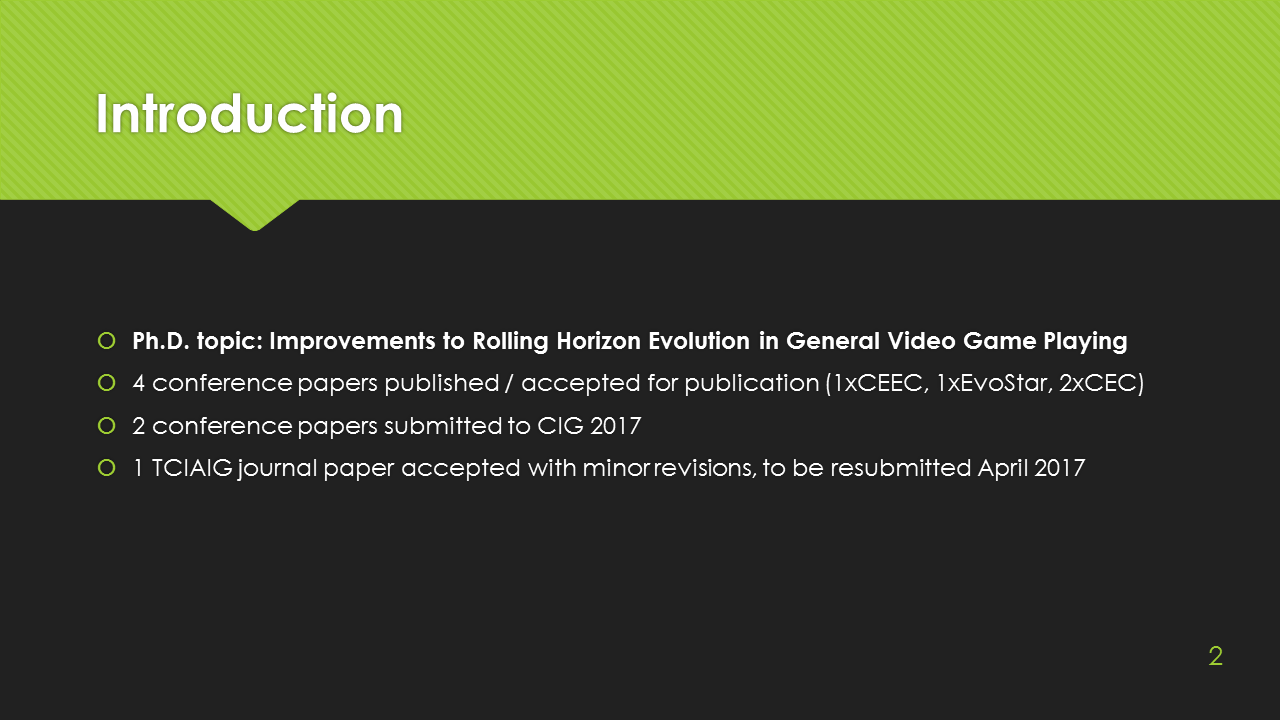 Introduction
Ph.D. topic: Improvements to Rolling Horizon Evolution in General Video Game Playing
4 conference papers published / accepted for publication (1xCEEC, 1xEvoStar, 2xCEC)
2 conference papers submitted to CIG 2017
1 TCIAIG journal paper accepted with minor revisions, to be resubmitted April 2017
2